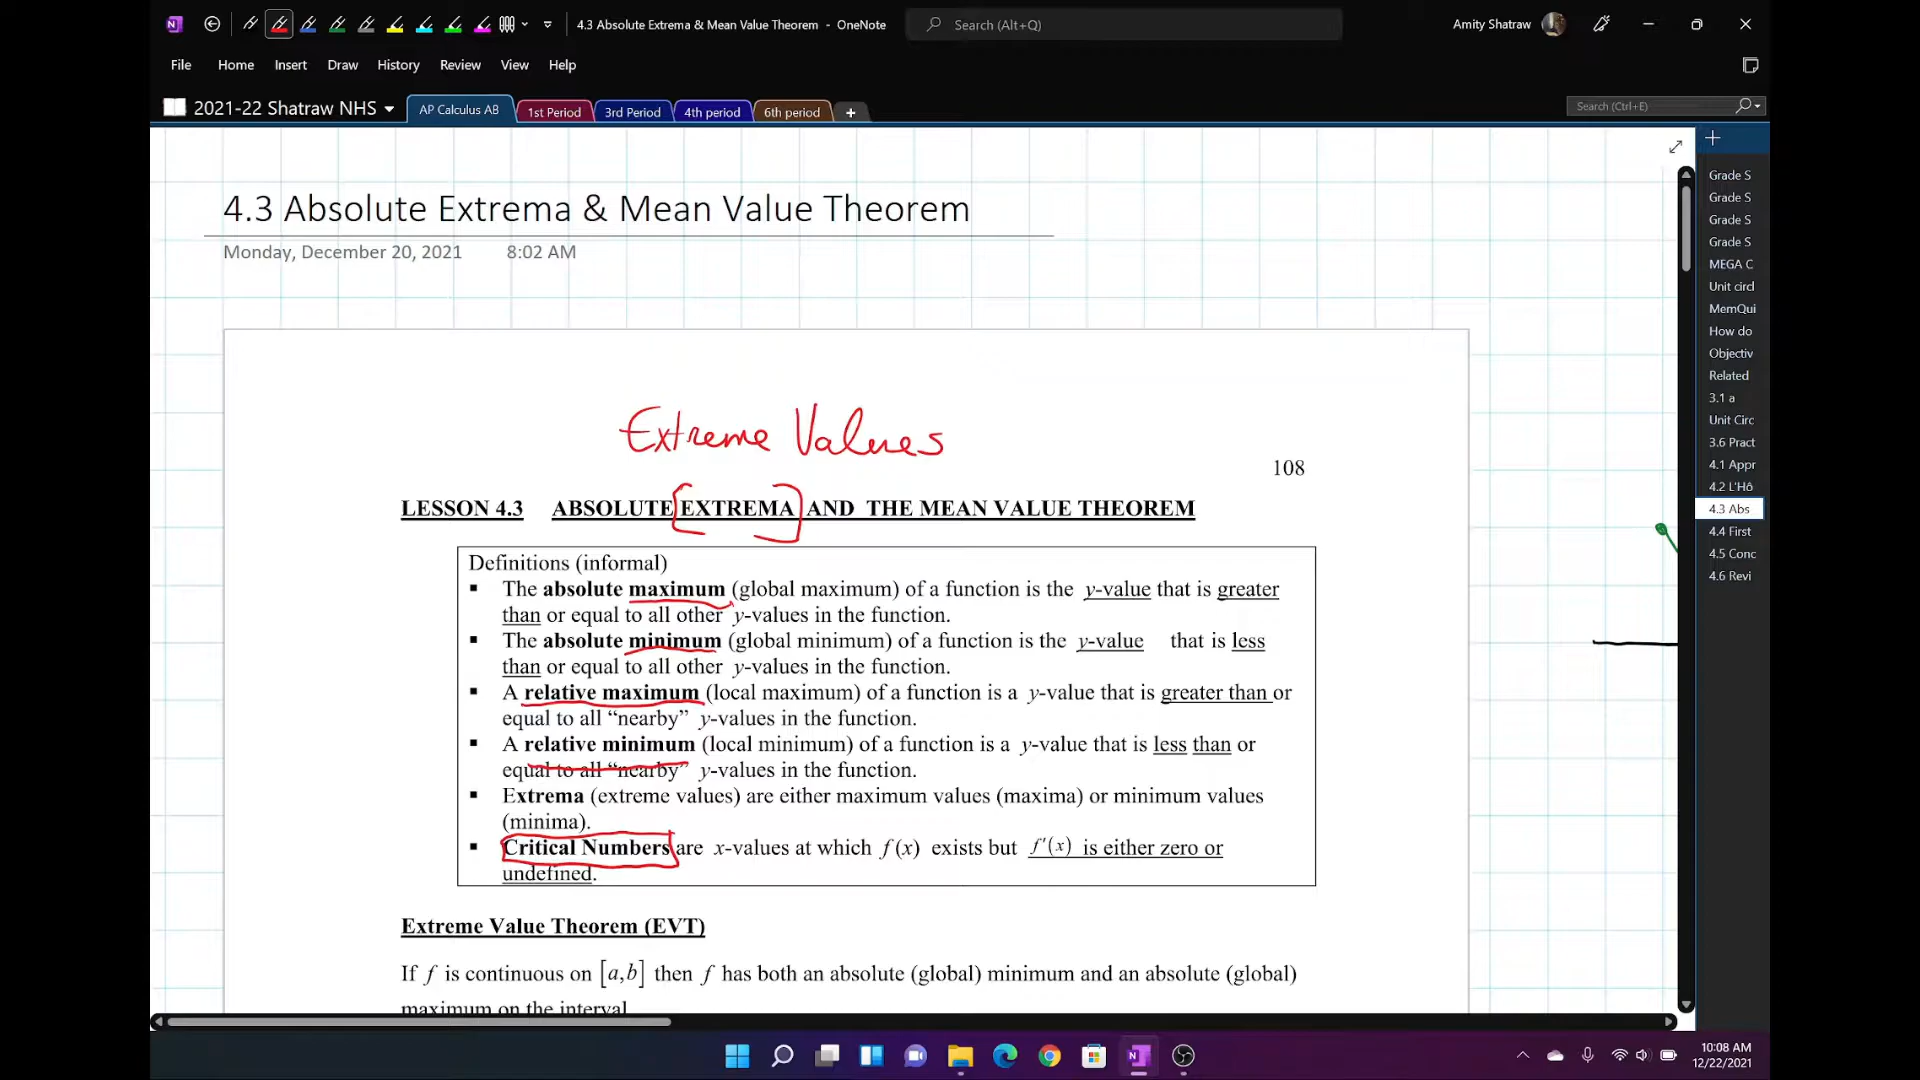 4.3 Absolute Extrema & Mean Value Theorem - OneNote
Search (Alt+Q)
Amity Shatraw
File Home Insert Draw History Review View Help
2021-22 Shatraw NHS
AP Calculus AB
1st Period
3rd Period
4th period
6th period
Search (Ctrl+E)
4.3 Absolute Extrema & Mean Value Theorem
Monday, December 20, 2021 8:02 AM
Extreme Values
108
LESSON 4.3 ABSOLUTE EXTREMA AND THE MEAN VALUE THEOREM
Definitions (informal)
▪ The absolute maximum (global maximum) of a function is the y-value that is greater
than or equal to all other y-values in the function.
▪ The absolute minimum (global minimum) of a function is the y-value that is less
than or equal to all other y-values in the function.
▪ A relative maximum (local maximum) of a function is a y-value that is greater than or
equal to all “nearby” y-values in the function.
▪ A relative minimum (local minimum) of a function is a y-value that is less than or
equal to all “nearby” y-values in the function.
▪ Extrema (extreme values) are either maximum values (maxima) or minimum values
(minima).
▪ Critical Numbers are x-values at which f(x) exists but f′(x) is either zero or
undefined.
Extreme Value Theorem (EVT)
If f is continuous on [a,b] then f has both an absolute (global) minimum and an absolute (global)
maximum on the interval
Grade S
Grade S
Grade S
Grade S
MEGA C
Unit circl
MemQui
How do
Objectiv
Related
3.1 a
Unit Circ
3.6 Pract
4.1 Appr
4.2 L'Hô
4.3 Abs
4.4 First
4.5 Conc
4.6 Revi
10:08 AM
12/22/2021